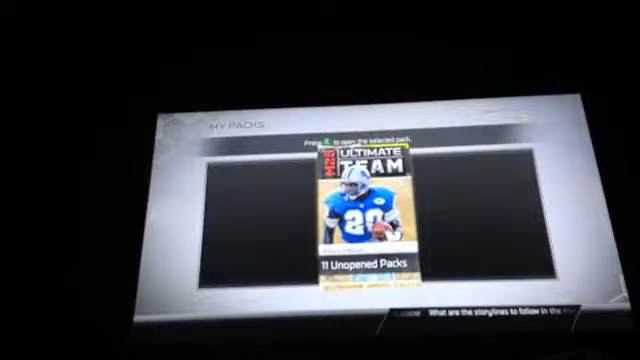 MY PACKS
Press A to open the selected pack.
M25 ULTIMATE TEAM
20
11 Unopened Packs
What are the storylines to follow in the